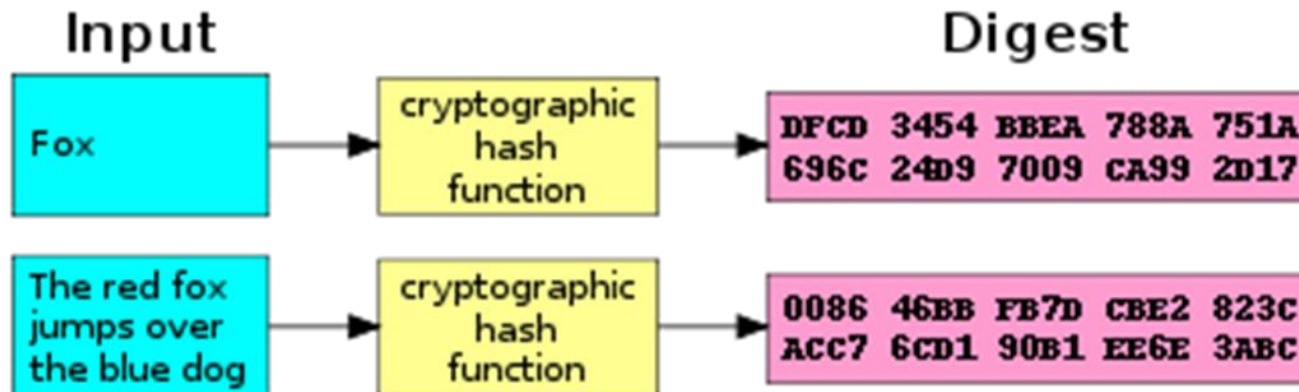 Input
Digest
Fox
cryptographic
hash
function
DFCD 3454 BBEA 788A 751A
696C 24D9 7009 CA99 2D17
The red fox
jumps over
the blue dog
cryptographic
hash
function
0086 46BB FB7D CBE2 823C
ACC7 6CD1 90B1 EE6E 3ABC